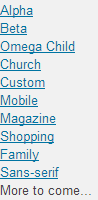 Alpha
Beta
Omega Child
Church
Custom
Mobile
Magazine
Shopping
Family
Sans-serif
More to come...